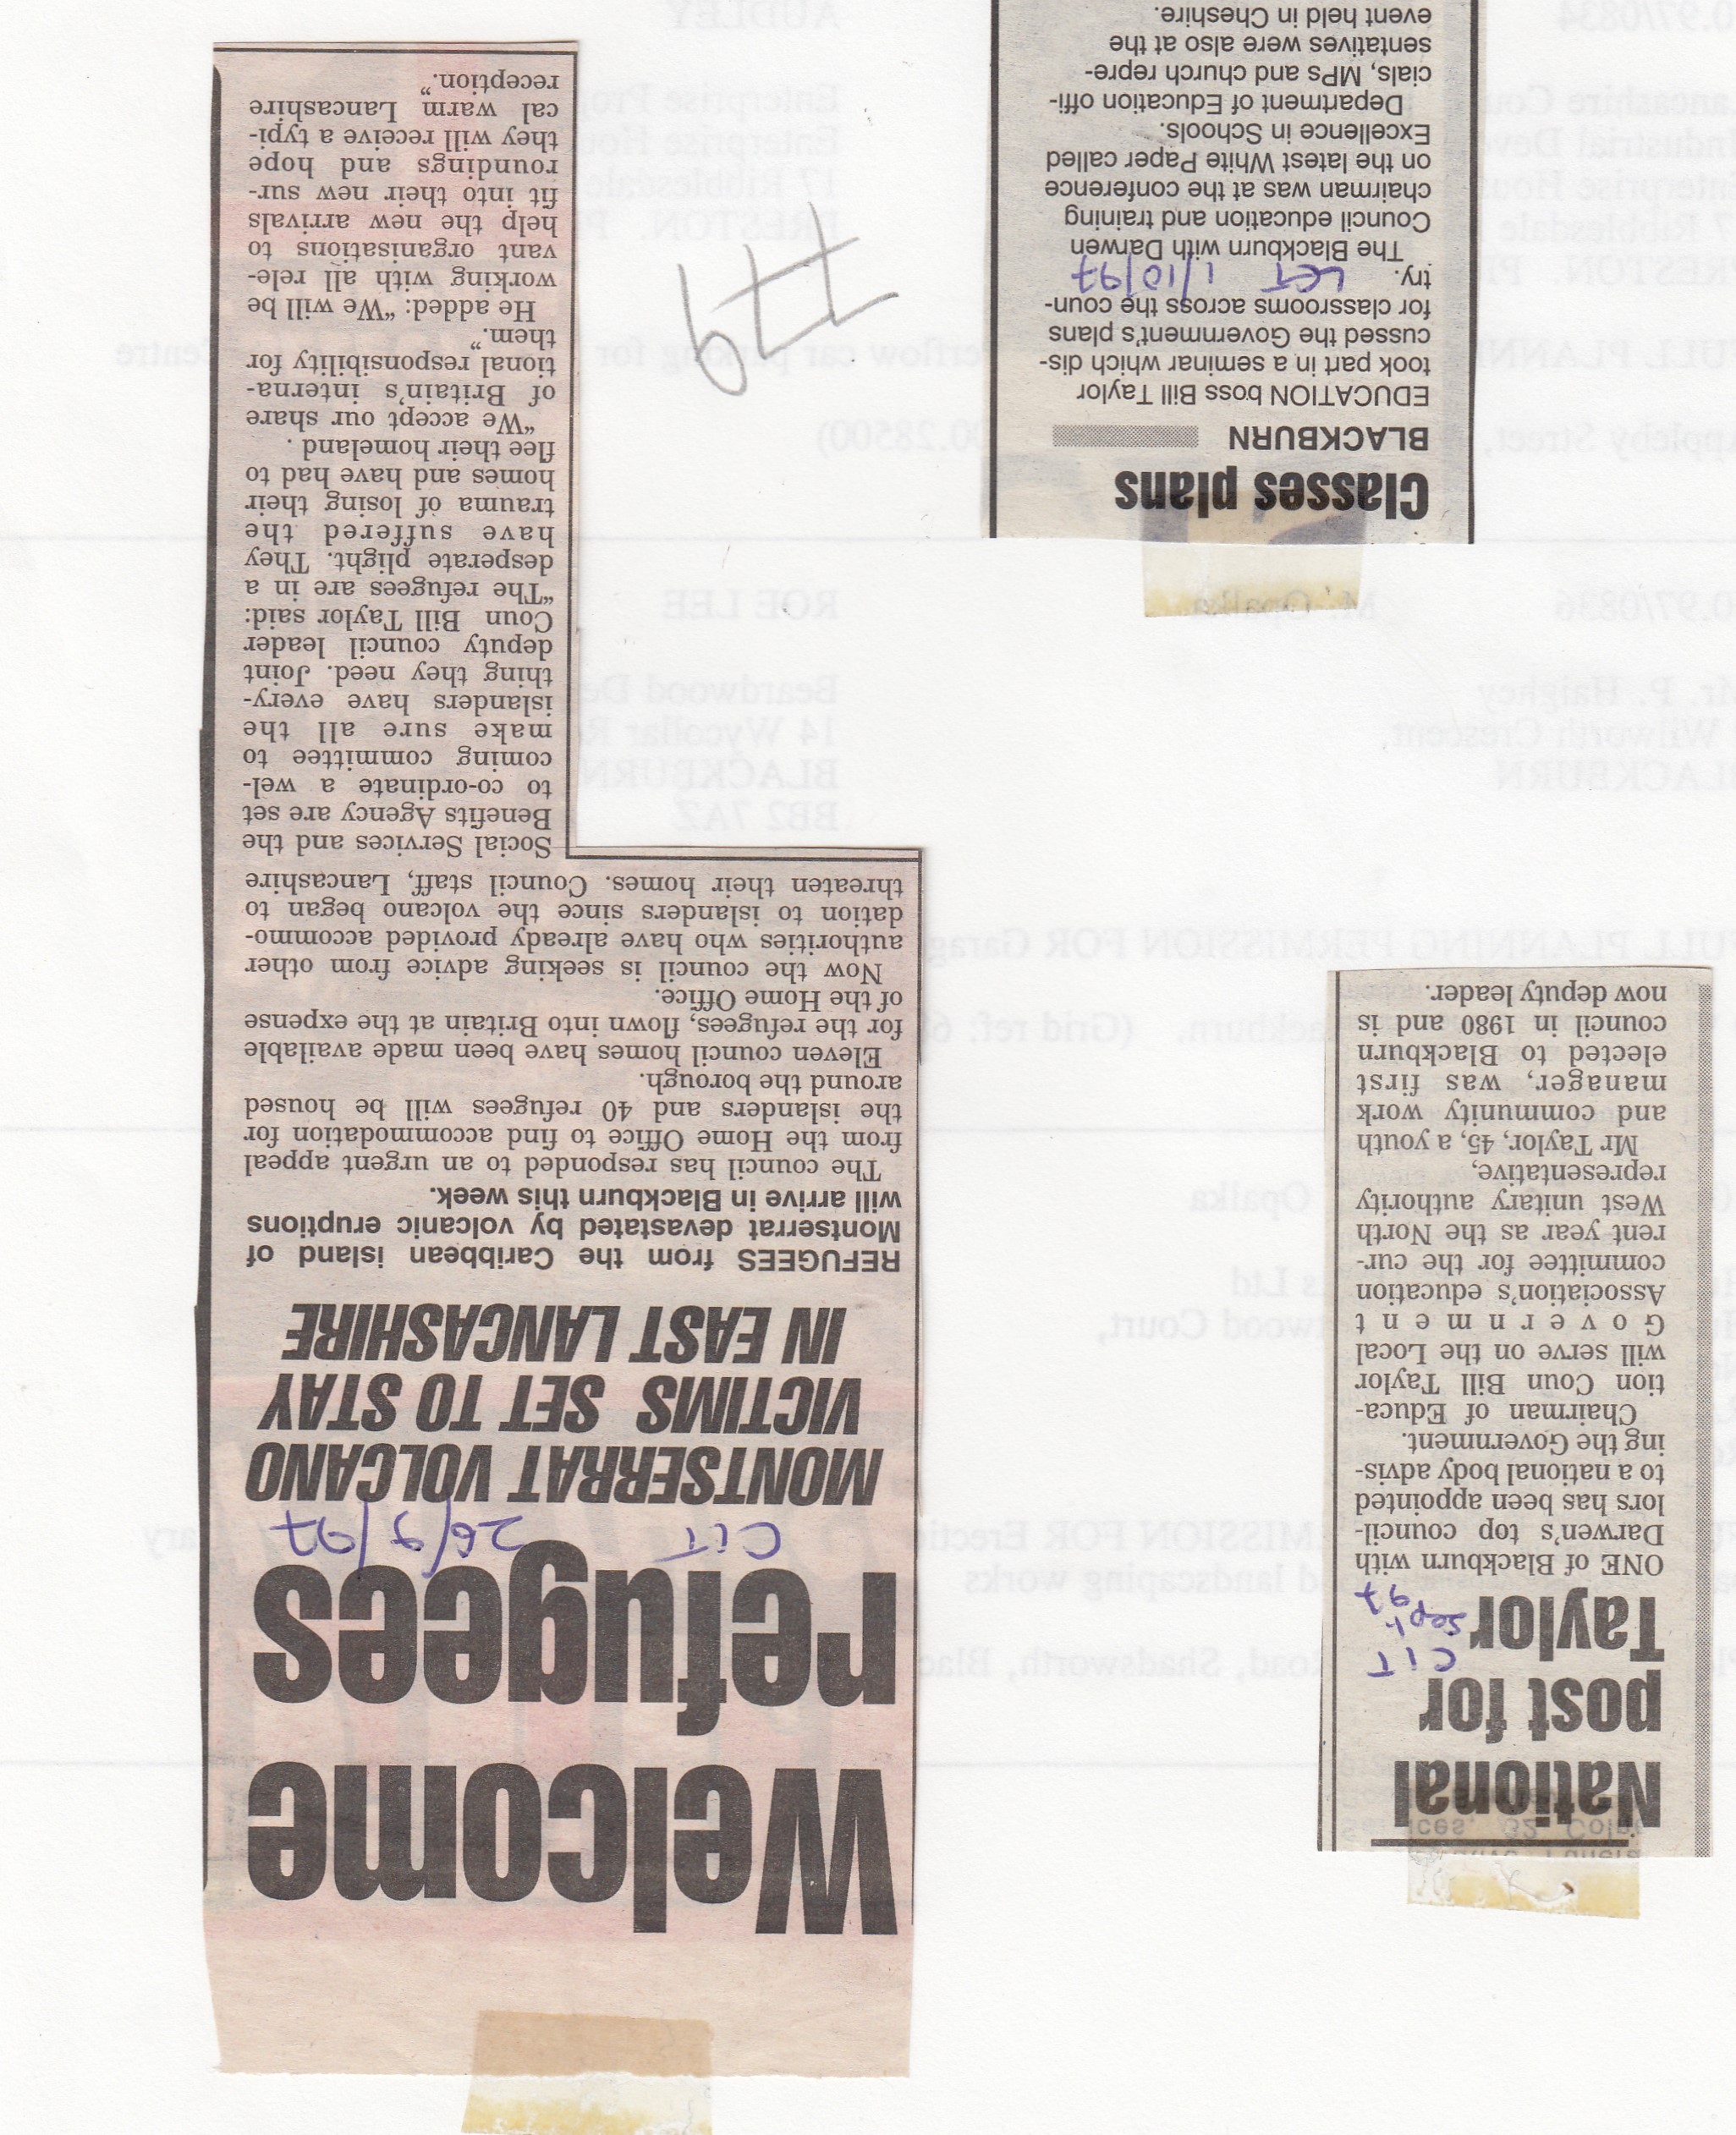 National
post for
Taylor
CIT
Sept
97
ONE of Blackburn with
Darwen's top council-
lors has been appointed
to a national body advis-
ing the Government.
Chairman of Educa-
tion Coun Bill Taylor
will serve on the Local
Government
Association's education
committee for the cur-
rent year as the North
West unitary authority
representative,
Mr Taylor, 45, a youth
and community work
manager, was first
elected to Blackburn
council in 1980 and is
now deputy leader.
Welcome
refugees
CIT 26/9/97
MONTSERRAT VOLCANO
VICTIMS SET TO STAY
IN EAST LANCASHIRE
REFUGEES from the Caribbean island of
Montserrat devastated by volcanic eruptions
will arrive in Blackburn this week.
The council has responded to an urgent appeal
from the Home Office to find accommodation for
the islanders and 40 refugees will be housed
around the borough.
Eleven council homes have been made available
for the refugees, flown into Britain at the expense
of the Home Office.
Now the council is seeking advice from other
authorities who have already provided accommo-
dation to islanders since the volcano began to
threaten their homes. Council staff, Lancashire
Social Services and the
Benefits Agency are set
to co-ordinate a wel-
coming committee to
make sure all the
islanders have every-
thing they need. Joint
deputy council leader
Coun Bill Taylor said:
"The refugees are in a
desperate plight. They
have suffered the
trauma of losing their
homes and have had to
flee their homeland .
"We accept our share
of Britain's interna-
tional responsibility for
them."
He added: "We will be
working with all rele-
vant organisations to
help the new arrivals
fit into their new sur-
roundings and hope
they will receive a typi-
cal warm Lancashire
reception."
Classes plans
BLACKBURN
EDUCATION boss Bill Taylor
took part in a seminar which dis-
cussed the Government's plans
for classrooms across the coun-
try.
LET 1/10/97
The Blackburn with Darwen
Council education and training
chairman was at the conference
on the latest White Paper called
Excellence in Schools.
Department of Education offi-
cials, MPs and church repre-
sentatives were also at the
event held in Cheshire.
779